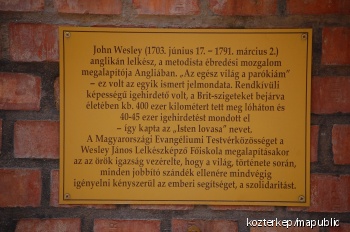 John Wesley (1703. június 17. – 1791. március 2.)
anglikán lelkész, a metodista ébredési mozgalom
megalapítója Angliában. „Az egész világ a parókiám”
– ez volt az egyik ismert jelmondata. Rendkívüli
képességű igehirdető volt, a Brit-szigeteket bejárva
életében kb. 400 ezer kilométert tett meg lóháton és
40-45 ezer igehirdetést mondott el
– így kapta az „Isten lovasa” nevet.
A Magyarországi Evangéliumi Testvérközösséget a
Wesley János Lelkészképző Főiskola megalapításakor
az az örök igazság vezérelte, hogy a világ, története során,
minden jobbító szándék ellenére mindvégig
igényelni kényszerül az emberi segítséget, a szolidaritást.
kozterkep/mapublic